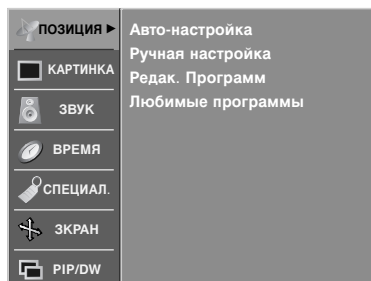 ПОЗИЦИЯ ►
КАРТИНКА
ЗВУК
ВРЕМЯ
СПЕЦИАЛ.
ЗКРАН
PIP/DW
Авто-настройка
Ручная настройка
Редак. Программ
Любимые программы